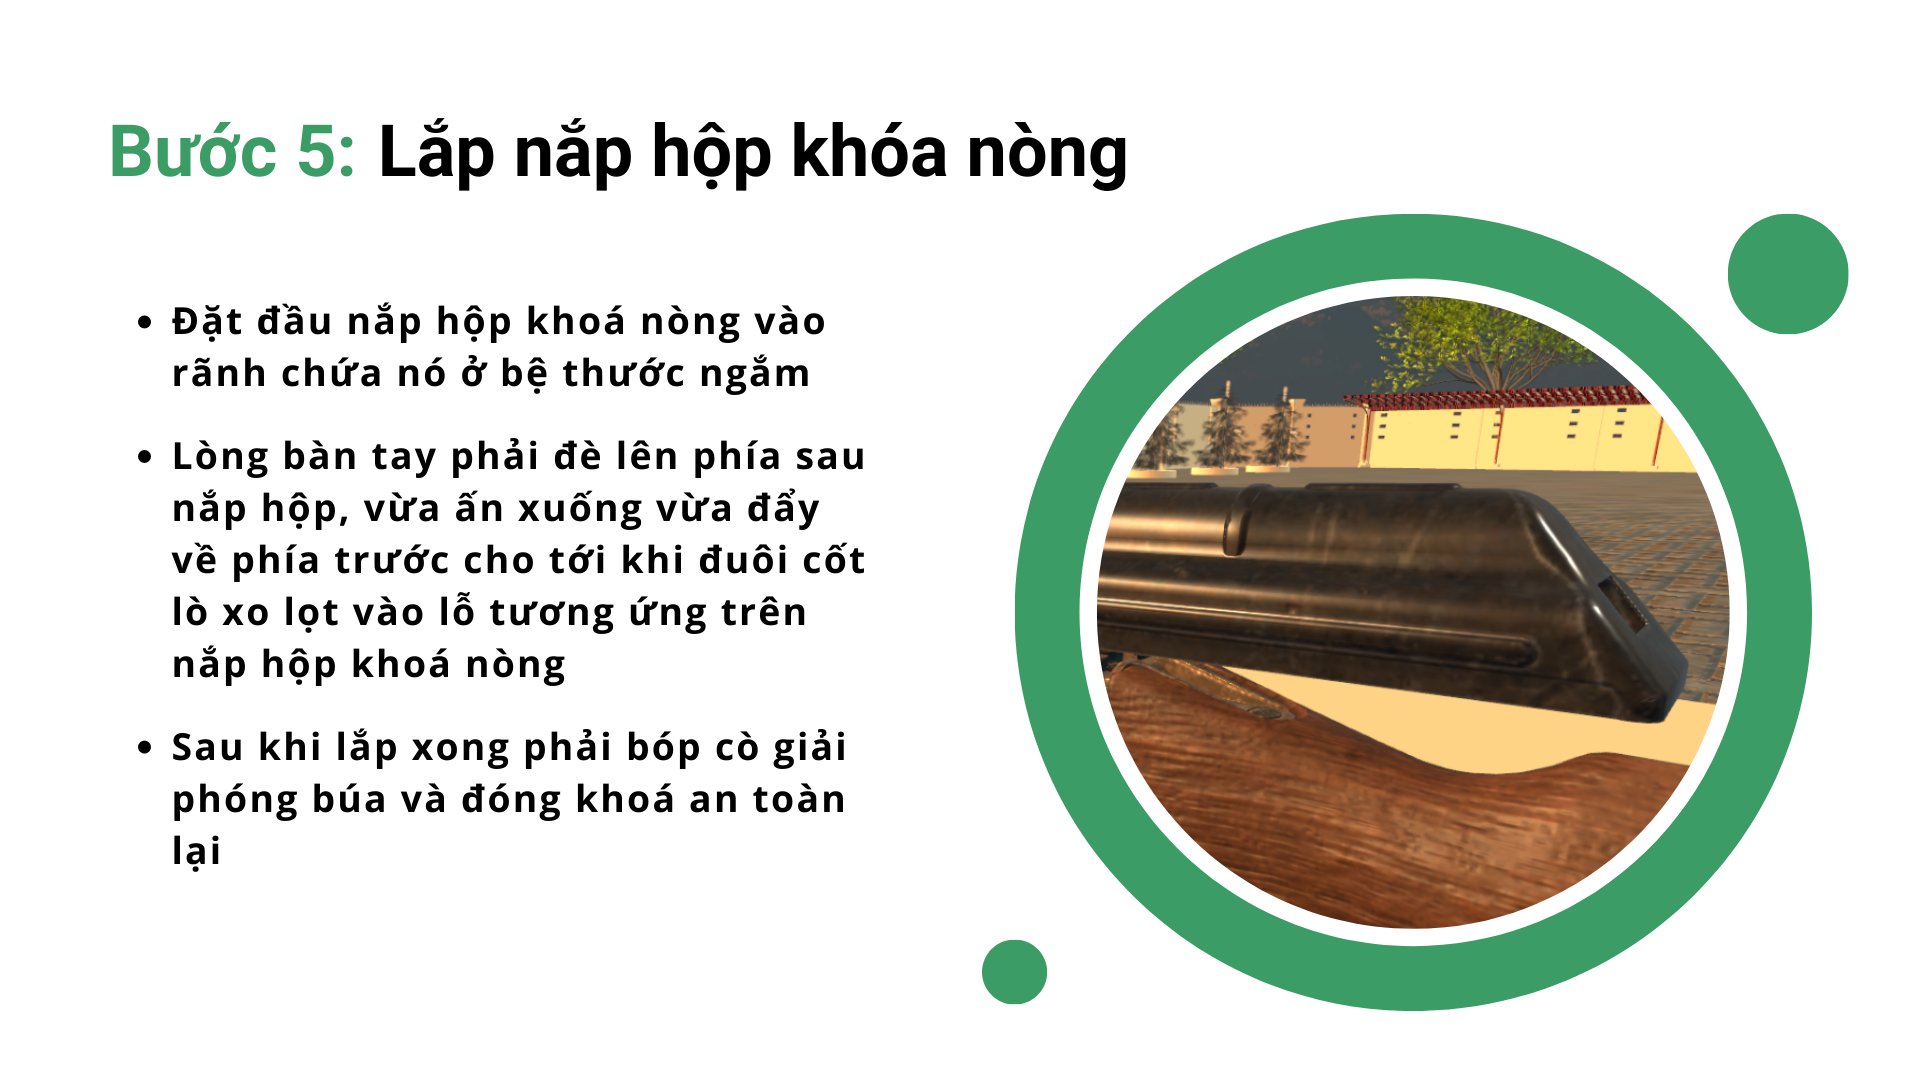 Bước 5: Lắp nắp hộp khóa nòng
Đặt đầu nắp hộp khoá nòng vào
rãnh chứa nó ở bệ thước ngắm
Lòng bàn tay phải đè lên phía sau
nắp hộp, vừa ấn xuống vừa đẩy
về phía trước cho tới khi đuôi cốt
lò xo lọt vào lỗ tương ứng trên
nắp hộp khoá nòng
Sau khi lắp xong phải bóp cò giải
phóng búa và đóng khoá an toàn
lại